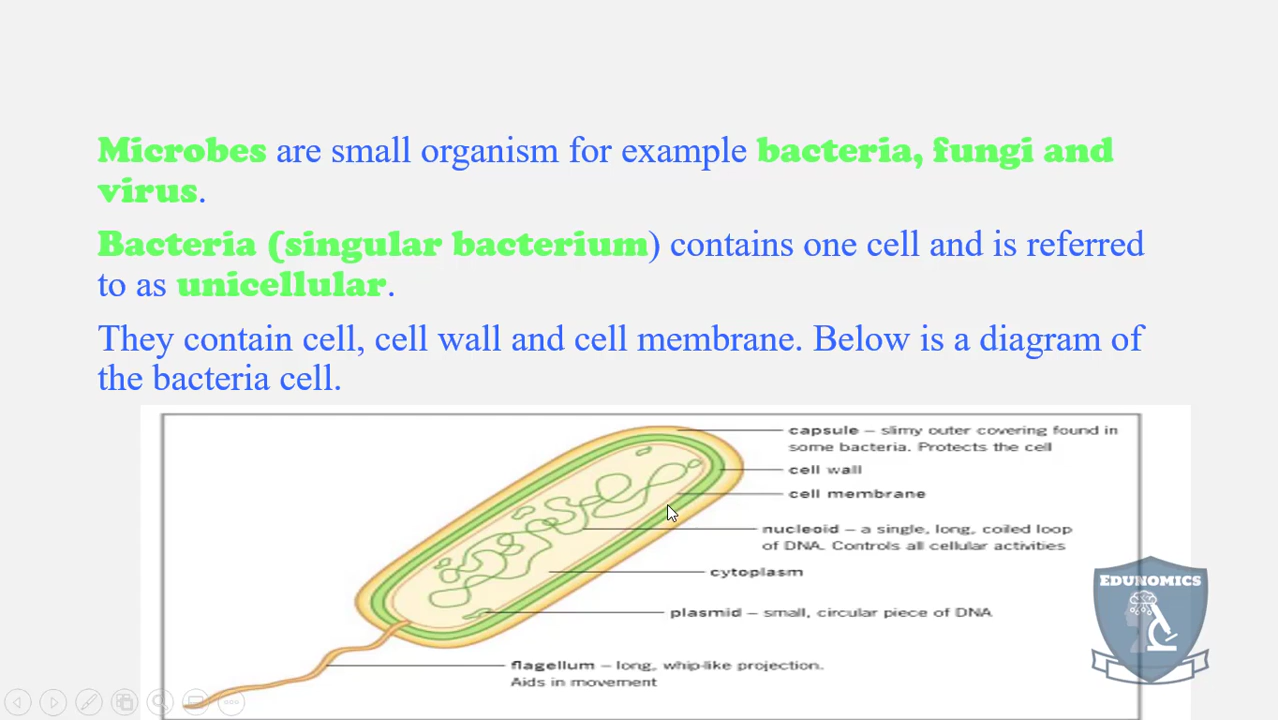 Microbes are small organism for example bacteria, fungi and
virus.
Bacteria (singular bacterium) contains one cell and is referred
to as unicellular.
They contain cell, cell wall and cell membrane. Below is a diagram of
the bacteria cell.
capsule – slimy outer covering found in
some bacteria. Protects the cell
cell wall
cell membrane
nucleoid – a single, long, coiled loop
of DNA. Controls all cellular activities
cytoplasm
plasmid – small, circular piece of DNA
flagellum – long, whip-like projection.
Aids in movement
EDUNOMICS